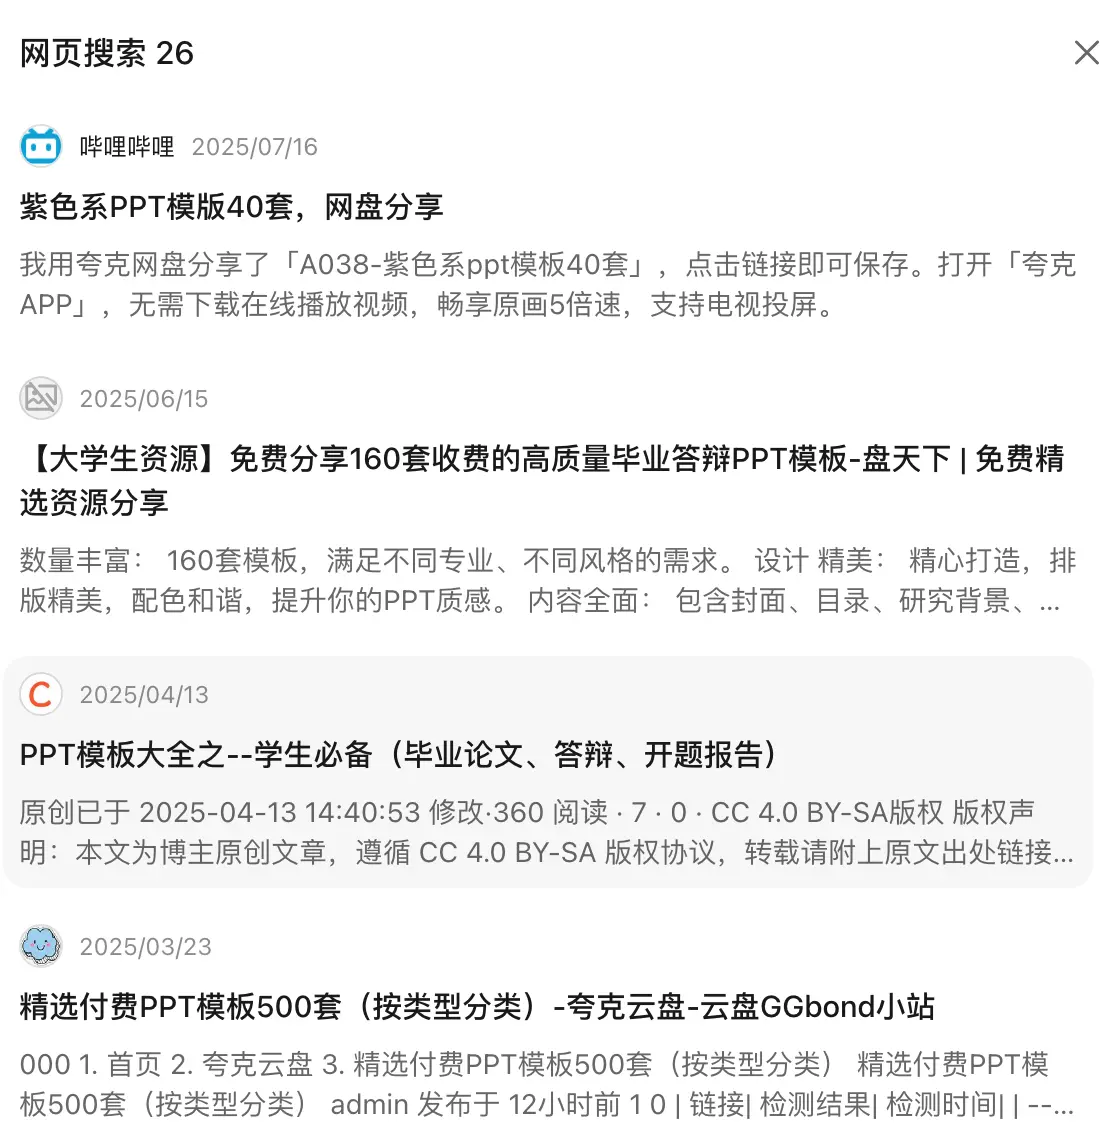 网页搜索 26
哔哩哔哩 2025/07/16
紫色系PPT模版40套，网盘分享
我用夸克网盘分享了「A038-紫色系ppt模板40套」，点击链接即可保存。打开「夸克
APP」，无需下载在线播放视频，畅享原画5倍速，支持电视投屏。
2025/06/15
【大学生资源】免费分享160套收费的高质量毕业答辩PPT模板-盘天下 | 免费精
选资源分享
数量丰富： 160套模板，满足不同专业、不同风格的需求。 设计 精美： 精心打造，排
版精美，配色和谐，提升你的PPT质感。 内容全面： 包含封面、目录、研究背景、...
C 2025/04/13
PPT模板大全之--学生必备（毕业论文、答辩、开题报告）
原创已于 2025-04-13 14:40:53 修改·360 阅读 · 7 · 0 · CC 4.0 BY-SA版权 版权声
明：本文为博主原创文章，遵循 CC 4.0 BY-SA 版权协议，转载请附上原文出处链接...
2025/03/23
精选付费PPT模板500套（按类型分类）-夸克云盘-云盘GGbond小站
000 1. 首页 2. 夸克云盘 3. 精选付费PPT模板500套（按类型分类） 精选付费PPT模
板500套（按类型分类） admin 发布于 12小时前 1 0 | 链接| 检测结果| 检测时间| | --...